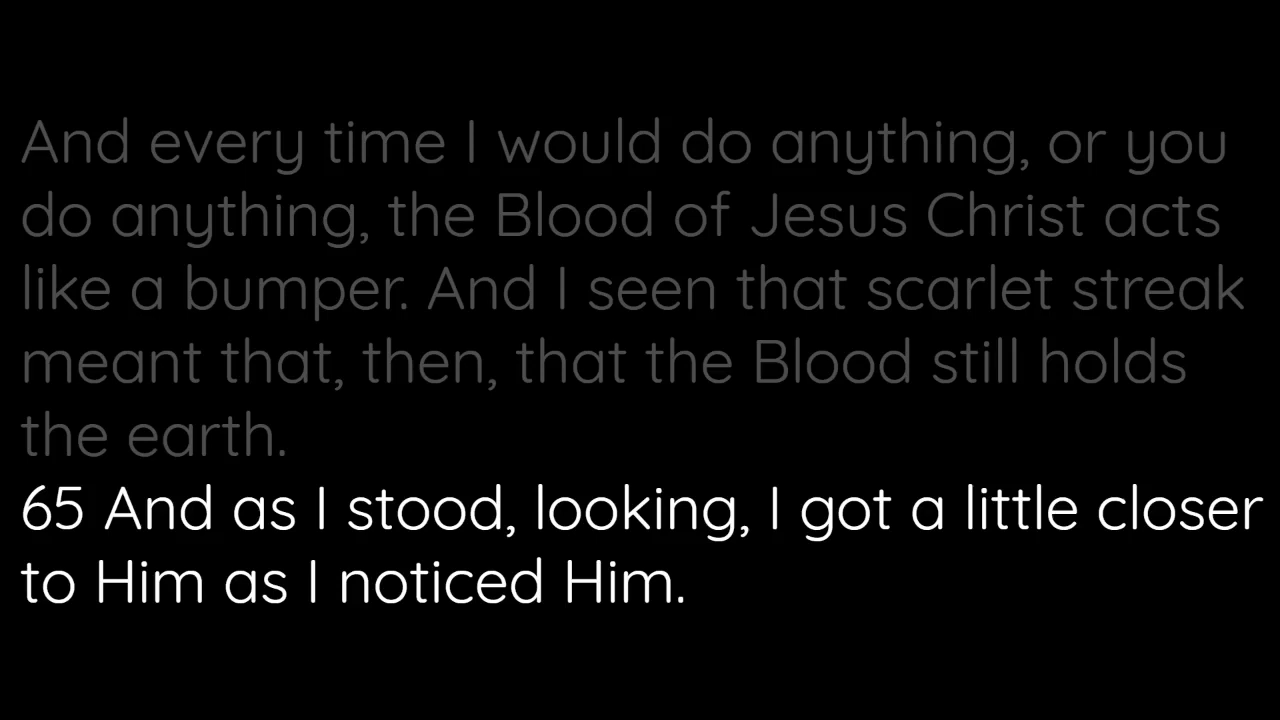 And every time I would do anything, or you
do anything, the Blood of Jesus Christ acts
like a bumper. And I seen that scarlet streak
meant that, then, that the Blood still holds
the earth.
65 And as I stood, looking, I got a little closer
to Him as I noticed Him.